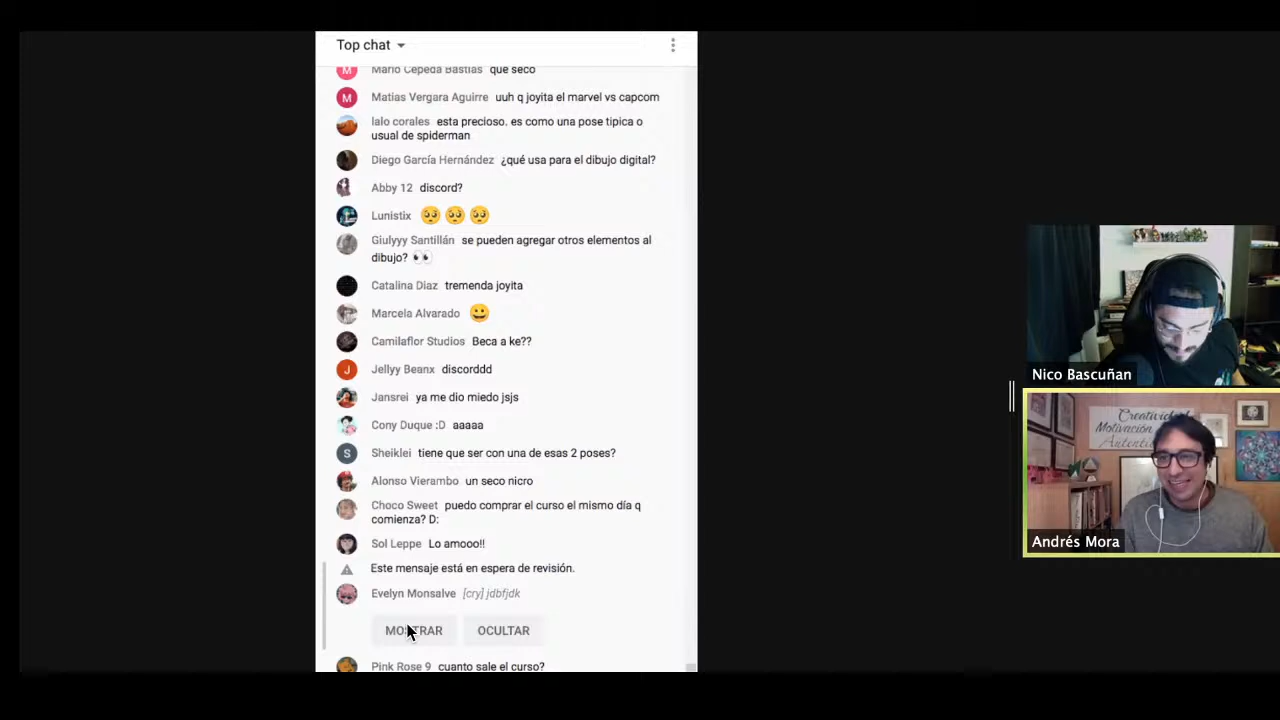 Top chat
Mario Cepeda Bastías que seco
Matias Vergara Aguirre uuh q joyita el marvel vs capcom
lalo corales esta precioso. es como una pose tipica o
usual de spiderman
Diego García Hernández ¿qué usa para el dibujo digital?
Abby 12 discord?
Lunistix 🥺 🥺 🥺
Giulyyy Santillán se pueden agregar otros elementos al
dibujo? 👀
Catalina Diaz tremenda joyita
Marcela Alvarado 😀
Camilaflor Studios Beca a ke??
J
Jellyy Beanx discorddd
Jansrei ya me dio miedo jsjs
Cony Duque :D aaaaa
S
Sheiklei tiene que ser con una de esas 2 poses?
Alonso Vierambo un seco nicro
Choco Sweet puedo comprar el curso el mismo día q
comienza? D:
Sol Leppe Lo amooo!!
Este mensaje está en espera de revisión.
Evelyn Monsalve [cry] jdbfjdk
MOSTRAR OCULTAR
Pink Rose 9 cuanto sale el curso?
Nico Bascuñan
Creatividad
Motivación
Autentic
Andrés Mora